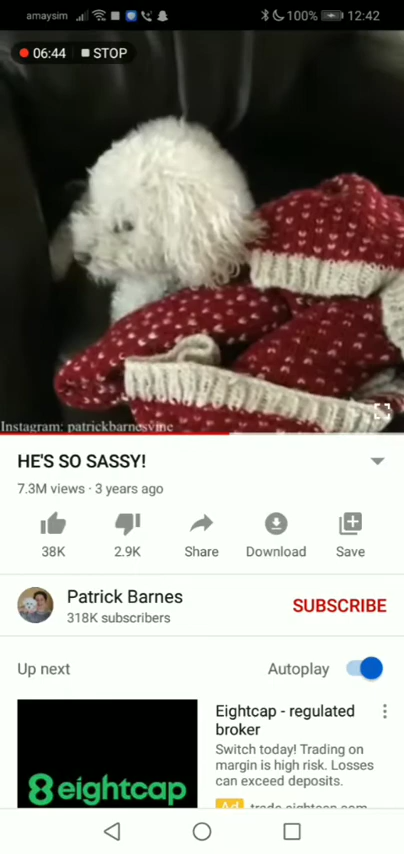 amaysim 100% 12:42
06:44 STOP
Instagram: patrickbarnesvine
HE'S SO SASSY!
7.3M views · 3 years ago
38K 2.9K Share Download Save
Patrick Barnes
318K subscribers
SUBSCRIBE
Up next Autoplay
Eightcap - regulated
broker
Switch today! Trading on
margin is high risk. Losses
can exceed deposits.
Ad
8eightcap